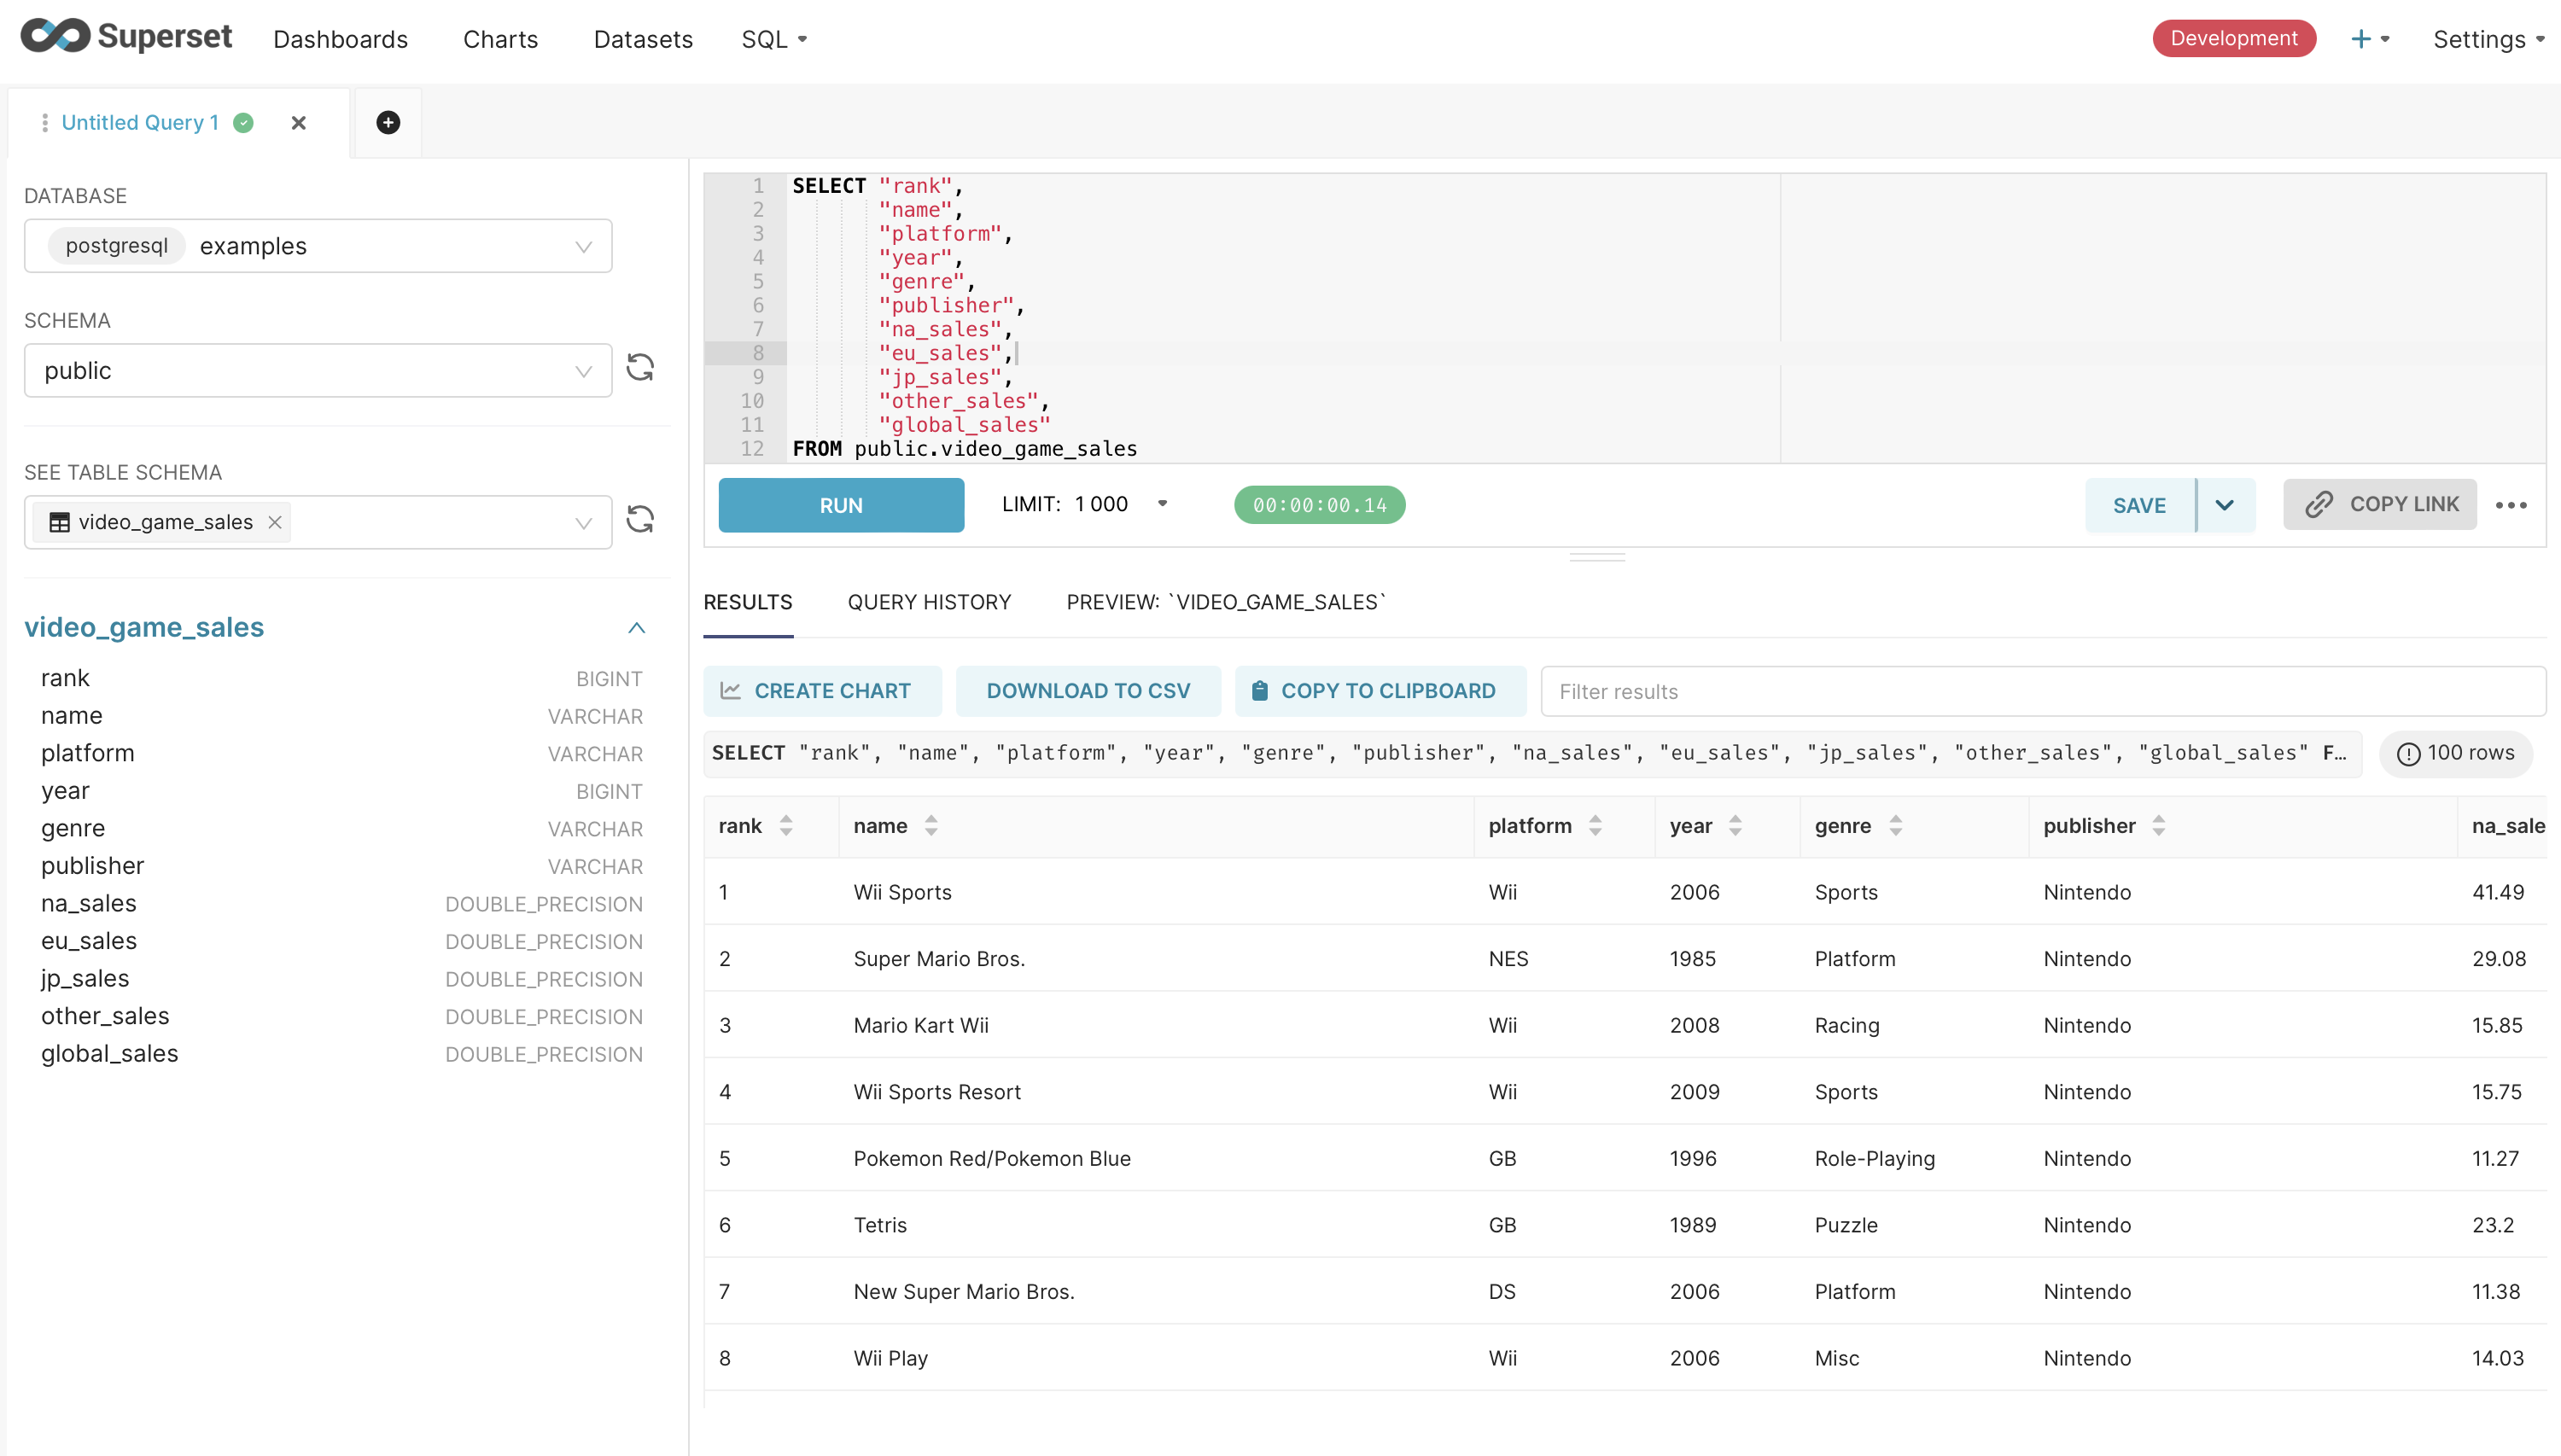 Superset Dashboards Charts Datasets SQL Development + Settings
Untitled Query 1
DATABASE
postgresql examples
SCHEMA
public
SEE TABLE SCHEMA
video_game_sales
video_game_sales
rank BIGINT
name VARCHAR
platform VARCHAR
year BIGINT
genre VARCHAR
publisher VARCHAR
na_sales DOUBLE_PRECISION
eu_sales DOUBLE_PRECISION
jp_sales DOUBLE_PRECISION
other_sales DOUBLE_PRECISION
global_sales DOUBLE_PRECISION
1 SELECT "rank",
2 "name",
3 "platform",
4 "year",
5 "genre",
6 "publisher",
7 "na_sales",
8 "eu_sales",
9 "jp_sales",
10 "other_sales",
11 "global_sales"
12 FROM public.video_game_sales
RUN LIMIT: 1 000 00:00:00.14 SAVE COPY LINK
RESULTS QUERY HISTORY PREVIEW: `VIDEO_GAME_SALES`
CREATE CHART DOWNLOAD TO CSV COPY TO CLIPBOARD Filter results
SELECT "rank", "name", "platform", "year", "genre", "publisher", "na_sales", "eu_sales", "jp_sales", "other_sales", "global_sales" F… 100 rows
rank name platform year genre publisher na_sale
1 Wii Sports Wii 2006 Sports Nintendo 41.49
2 Super Mario Bros. NES 1985 Platform Nintendo 29.08
3 Mario Kart Wii Wii 2008 Racing Nintendo 15.85
4 Wii Sports Resort Wii 2009 Sports Nintendo 15.75
5 Pokemon Red/Pokemon Blue GB 1996 Role-Playing Nintendo 11.27
6 Tetris GB 1989 Puzzle Nintendo 23.2
7 New Super Mario Bros. DS 2006 Platform Nintendo 11.38
8 Wii Play Wii 2006 Misc Nintendo 14.03